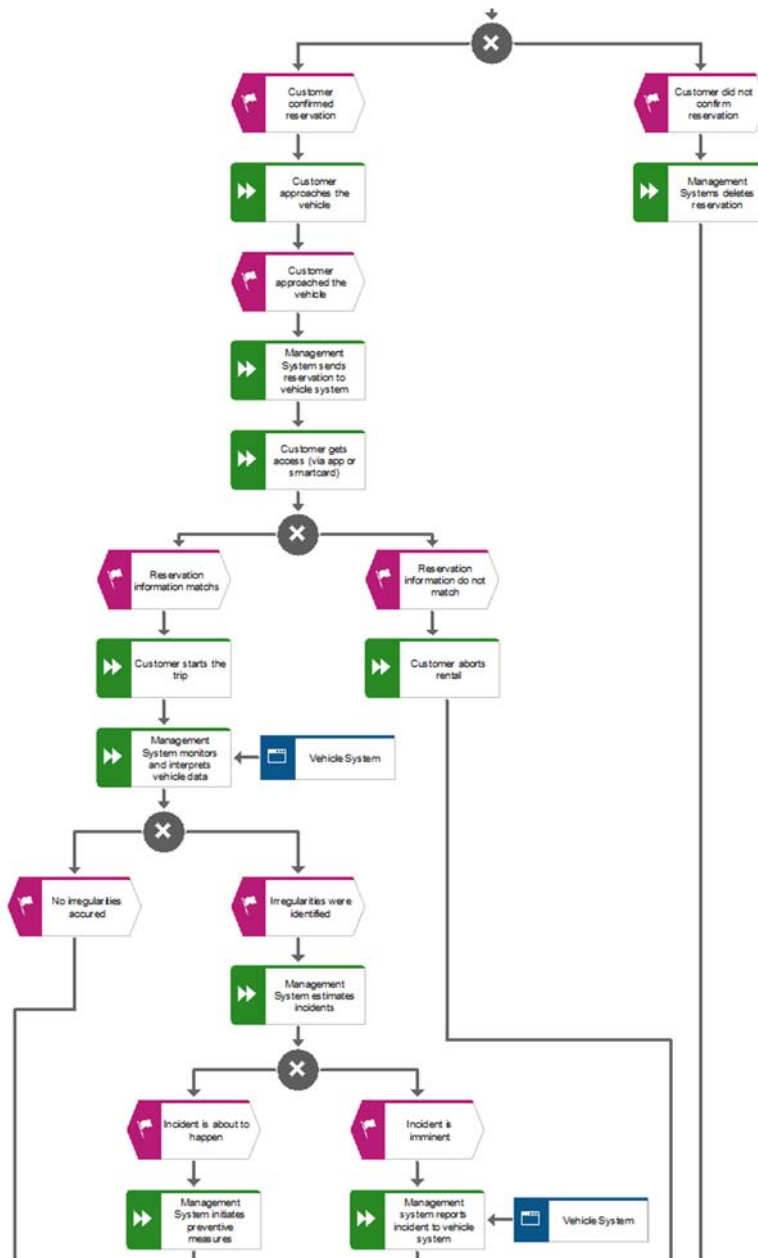 Customer
confirmed
reservation
Customer did not
confirm
reservation
Customer
approaches the
vehicle
Management
Systems deletes
reservation
Customer
approached the
vehicle
Management
System sends
reservation to
vehicle system
Customer gets
access (via app or
smartcard)
Reservation
information matchs
Reservation
information do not
match
Customer starts the
trip
Customer aborts
rental
Management
System monitors
and interprets
vehicle data
Vehicle System
No irregularities
accured
Irregularities were
identified
Management
System estimates
incidents
Incident is about to
happen
Incident is
imminent
Management
System initiates
preventive
measures
Management
system reports
incident to vehicle
system
Vehicle System